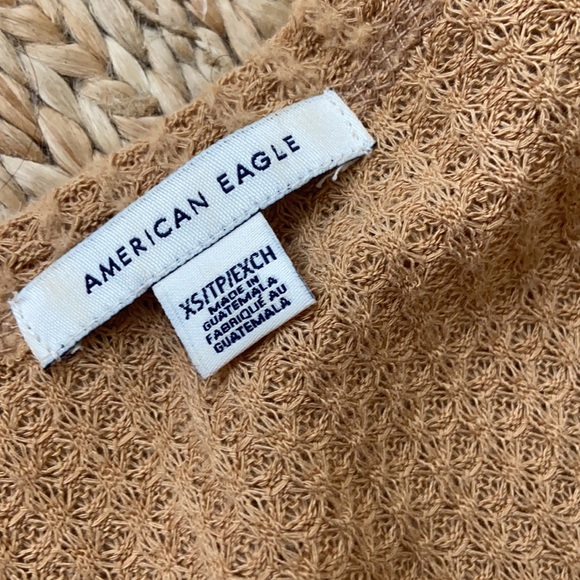 AMERICAN EAGLE
XS/TP/EXCH
MADE IN
GUATEMALA
FABRIQUÉ AU
GUATEMALA